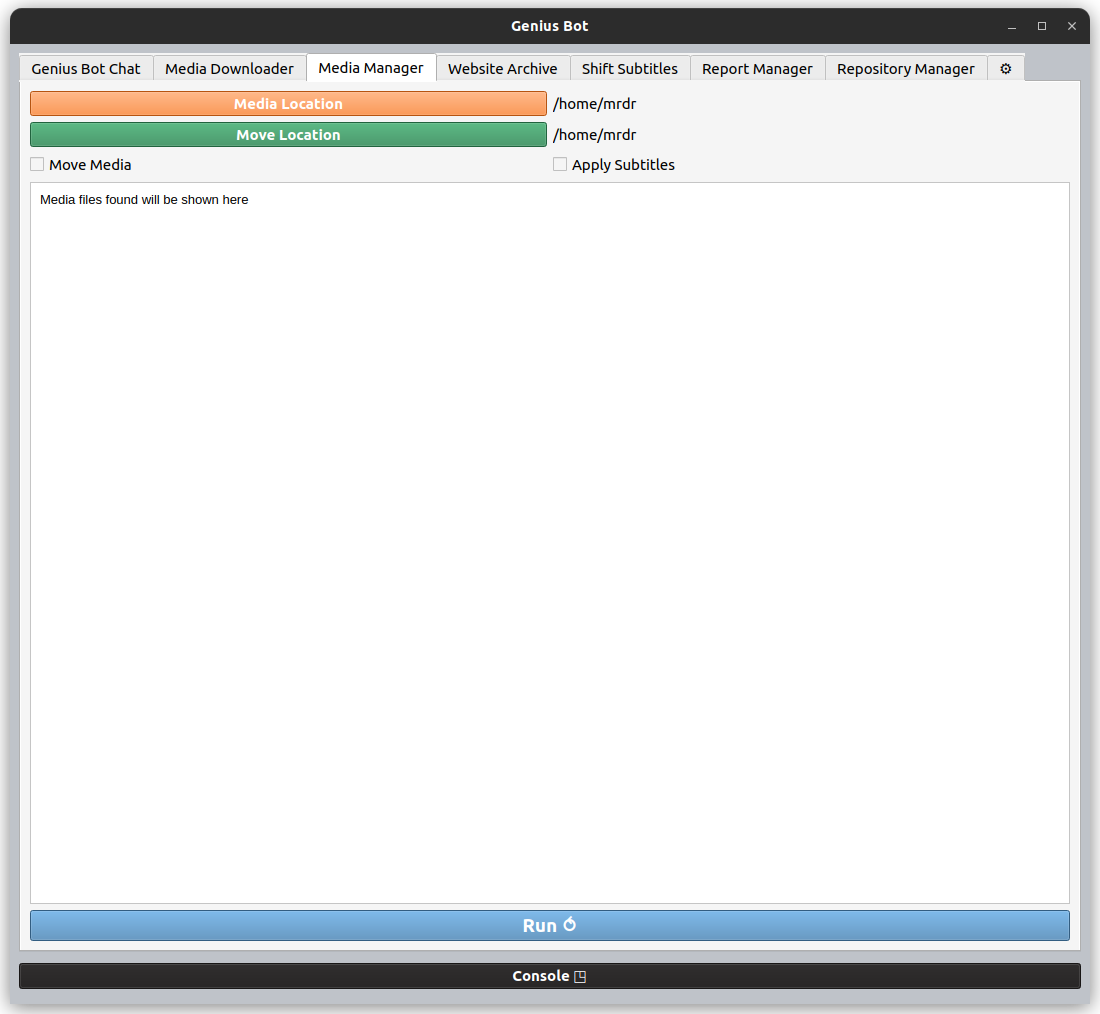 Genius Bot
Genius Bot Chat Media Downloader Media Manager Website Archive Shift Subtitles Report Manager Repository Manager ⚙
Media Location /home/mrdr
Move Location /home/mrdr
Move Media Apply Subtitles
Media files found will be shown here
Run ⥀
Console ◳